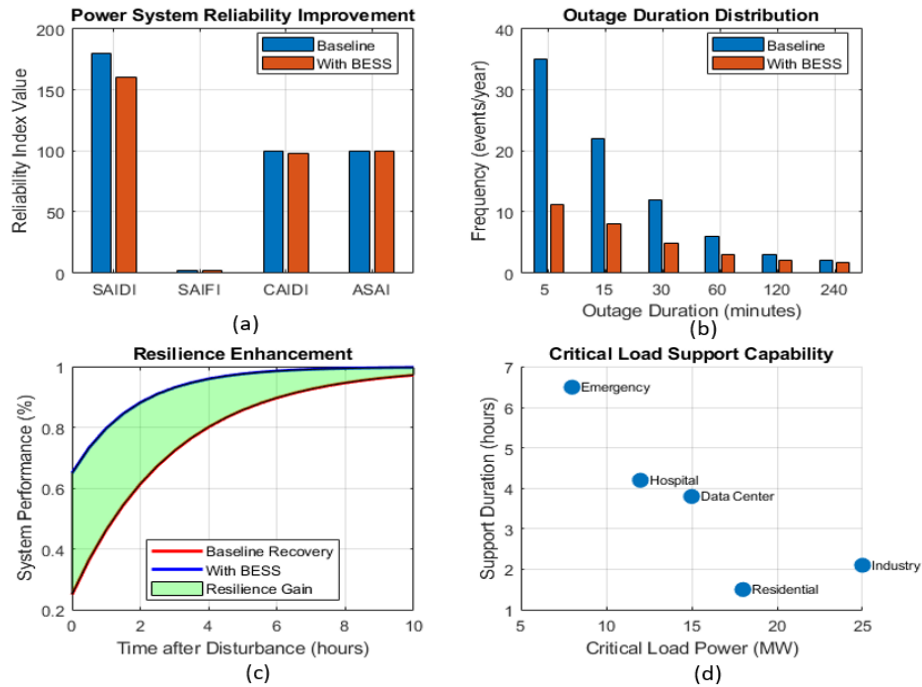 Power System Reliability Improvement
200
150
100
50
0
Reliability Index Value
Baseline
With BESS
SAIDI SAIFI CAIDI ASAI
(a)
Outage Duration Distribution
40
30
20
10
0
Frequency (events/year)
Baseline
With BESS
5 15 30 60 120 240
Outage Duration (minutes)
(b)
Resilience Enhancement
1
0.8
0.6
0.4
0.2
System Performance (%)
Baseline Recovery
With BESS
Resilience Gain
0 2 4 6 8 10
Time after Disturbance (hours)
(c)
Critical Load Support Capability
7
6
5
4
3
2
1
Support Duration (hours)
Emergency
Hospital
Data Center
Industry
Residential
5 10 15 20 25
Critical Load Power (MW)
(d)